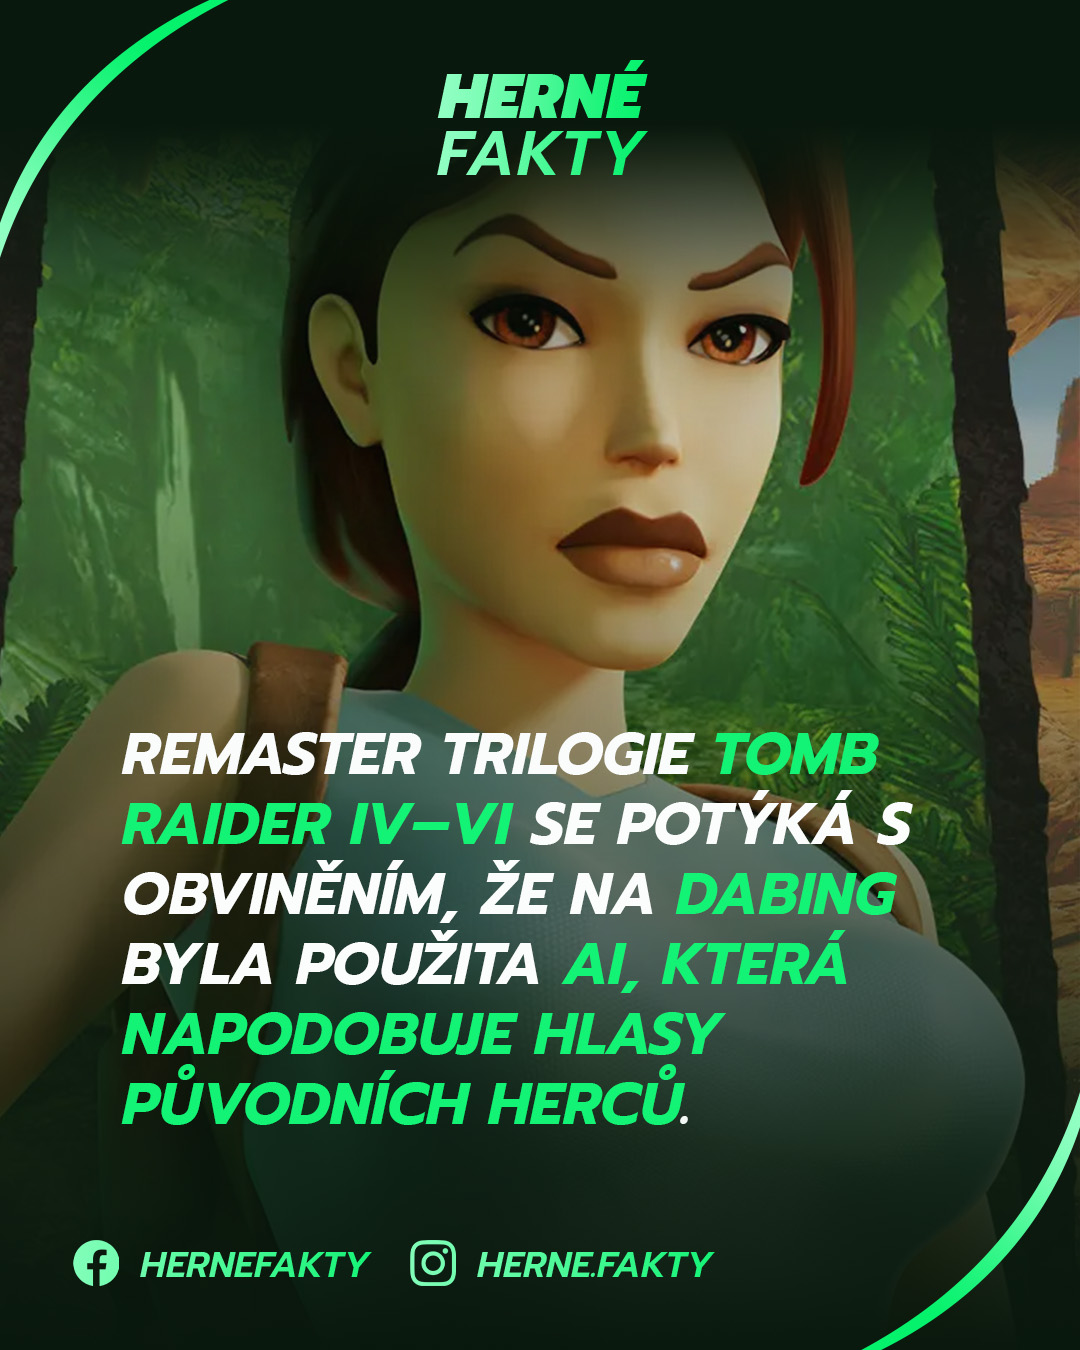 HERNÉ
FAKTY
REMASTER TRILOGIE TOMB
RAIDER IV–VI SE POTÝKÁ S
OBVINĚNÍM, ŽE NA DABING
BYLA POUŽITA AI, KTERÁ
NAPODOBUJE HLASY
PŮVODNÍCH HERCŮ.
HERNEFAKTY HERNE.FAKTY